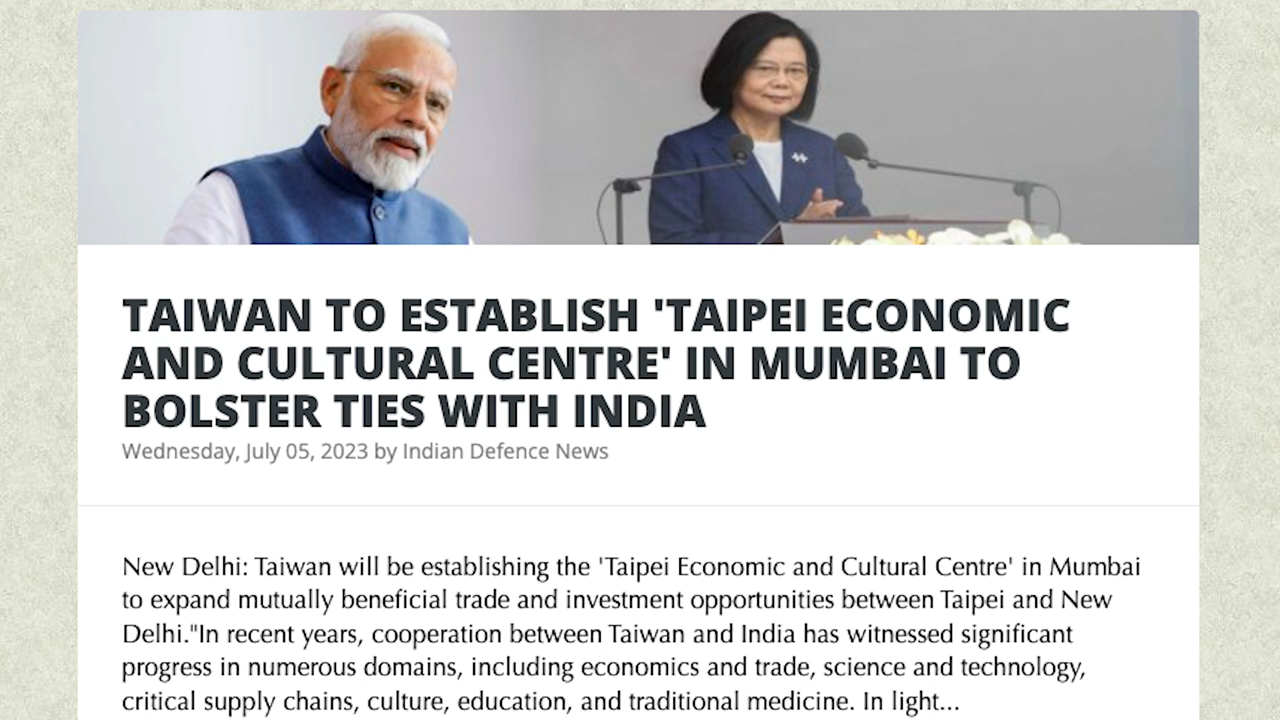 TAIWAN TO ESTABLISH 'TAIPEI ECONOMIC
AND CULTURAL CENTRE' IN MUMBAI TO
BOLSTER TIES WITH INDIA
Wednesday, July 05, 2023 by Indian Defence News
New Delhi: Taiwan will be establishing the 'Taipei Economic and Cultural Centre' in Mumbai
to expand mutually beneficial trade and investment opportunities between Taipei and New
Delhi."In recent years, cooperation between Taiwan and India has witnessed significant
progress in numerous domains, including economics and trade, science and technology,
critical supply chains, culture, education, and traditional medicine. In light...